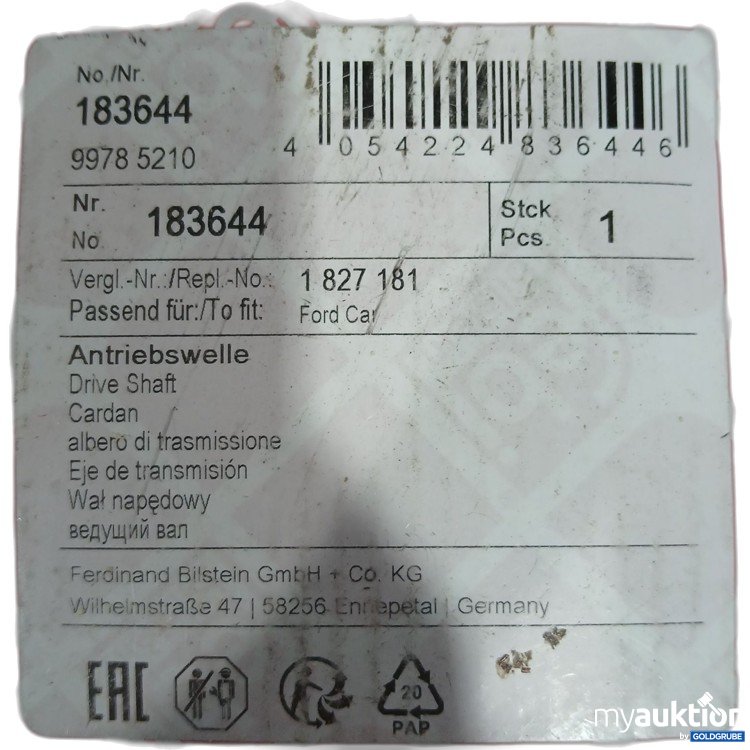 No./Nr.
183644
9978 5210
4 054224 836446
Nr. 183644
No.
Stck. 1
Pcs.
Vergl.-Nr.:/Repl.-No.: 1 827 181
Passend für:/To fit: Ford Car
Antriebswelle
Drive Shaft
Cardan
albero di trasmissione
Eje de transmisión
Wał napędowy
ведущий вал
Ferdinand Bilstein GmbH + Co. KG
Wilhelmstraße 47 | 58256 Ennepetal | Germany
EAC
20
PAP
myauktion
by GOLDGRUBE